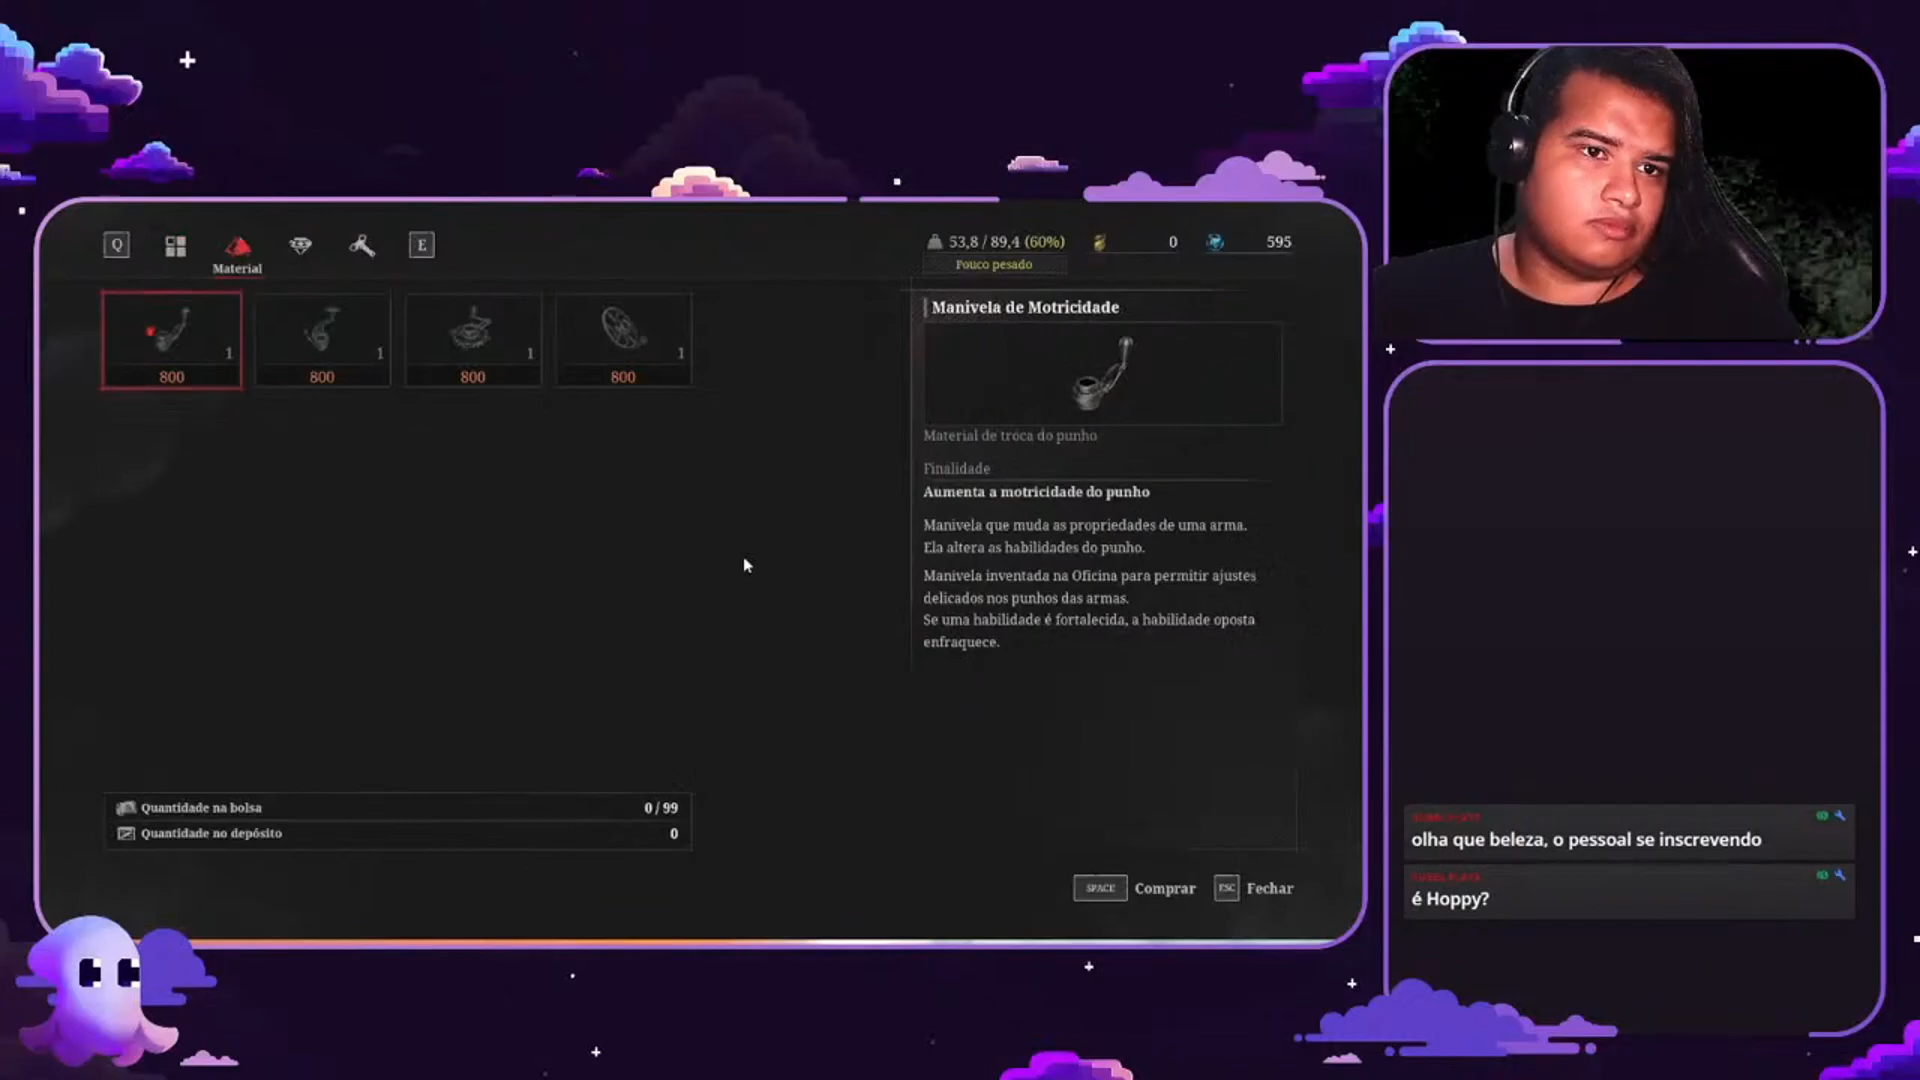 Q
E
Material
53,8 / 89,4 (60%)
0
595
Pouco pesado
1
800
1
800
1
800
1
800
Manivela de Motricidade
Material de troca do punho
Finalidade
Aumenta a motricidade do punho
Manivela que muda as propriedades de uma arma.
Ela altera as habilidades do punho.
Manivela inventada na Oficina para permitir ajustes
delicados nos punhos das armas.
Se uma habilidade é fortalecida, a habilidade oposta
enfraquece.
Quantidade na bolsa 0 / 99
Quantidade no depósito 0
SPACE Comprar ESC Fechar
olha que beleza, o pessoal se inscrevendo
é Hoppy?